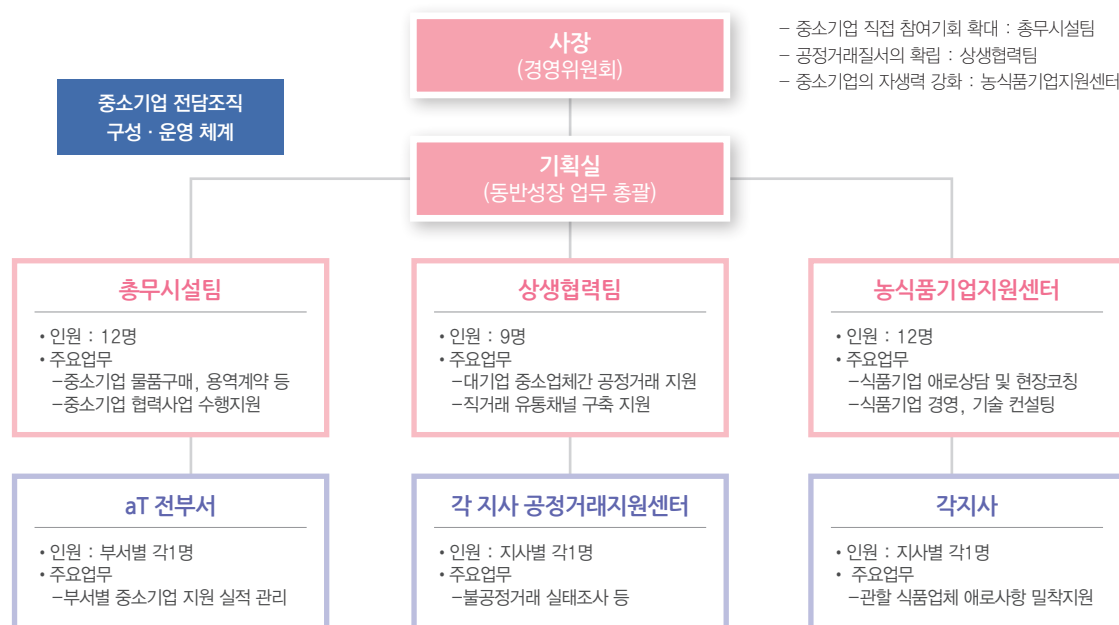 사장
(경영위원회)
– 중소기업 직접 참여기회 확대 : 총무시설팀
– 공정거래질서의 확립 : 상생협력팀
– 중소기업의 자생력 강화 : 농식품기업지원센터
중소기업 전담조직
구성 · 운영 체계
기획실
(동반성장 업무 총괄)
총무시설팀
• 인원 : 12명
• 주요업무
–중소기업 물품구매, 용역계약 등
–중소기업 협력사업 수행지원
상생협력팀
• 인원 : 9명
• 주요업무
–대기업 중소업체간 공정거래 지원
–직거래 유통채널 구축 지원
농식품기업지원센터
• 인원 : 12명
• 주요업무
–식품기업 애로상담 및 현장코칭
–식품기업 경영, 기술 컨설팅
aT 전부서
• 인원 : 부서별 각1명
• 주요업무
–부서별 중소기업 지원 실적 관리
각 지사 공정거래지원센터
• 인원 : 지사별 각1명
• 주요업무
–불공정거래 실태조사 등
각지사
• 인원 : 지사별 각1명
• 주요업무
–관할 식품업체 애로사항 밀착지원